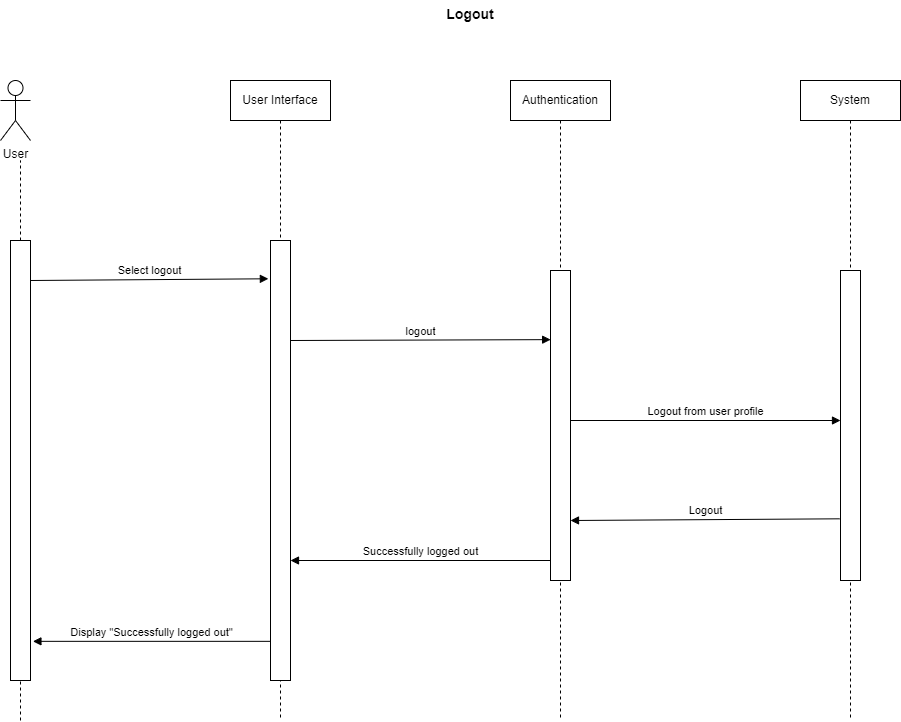 Logout
User Interface
Authentication
System
User
Select logout
logout
Logout from user profile
Logout
Successfully logged out
Display "Successfully logged out"